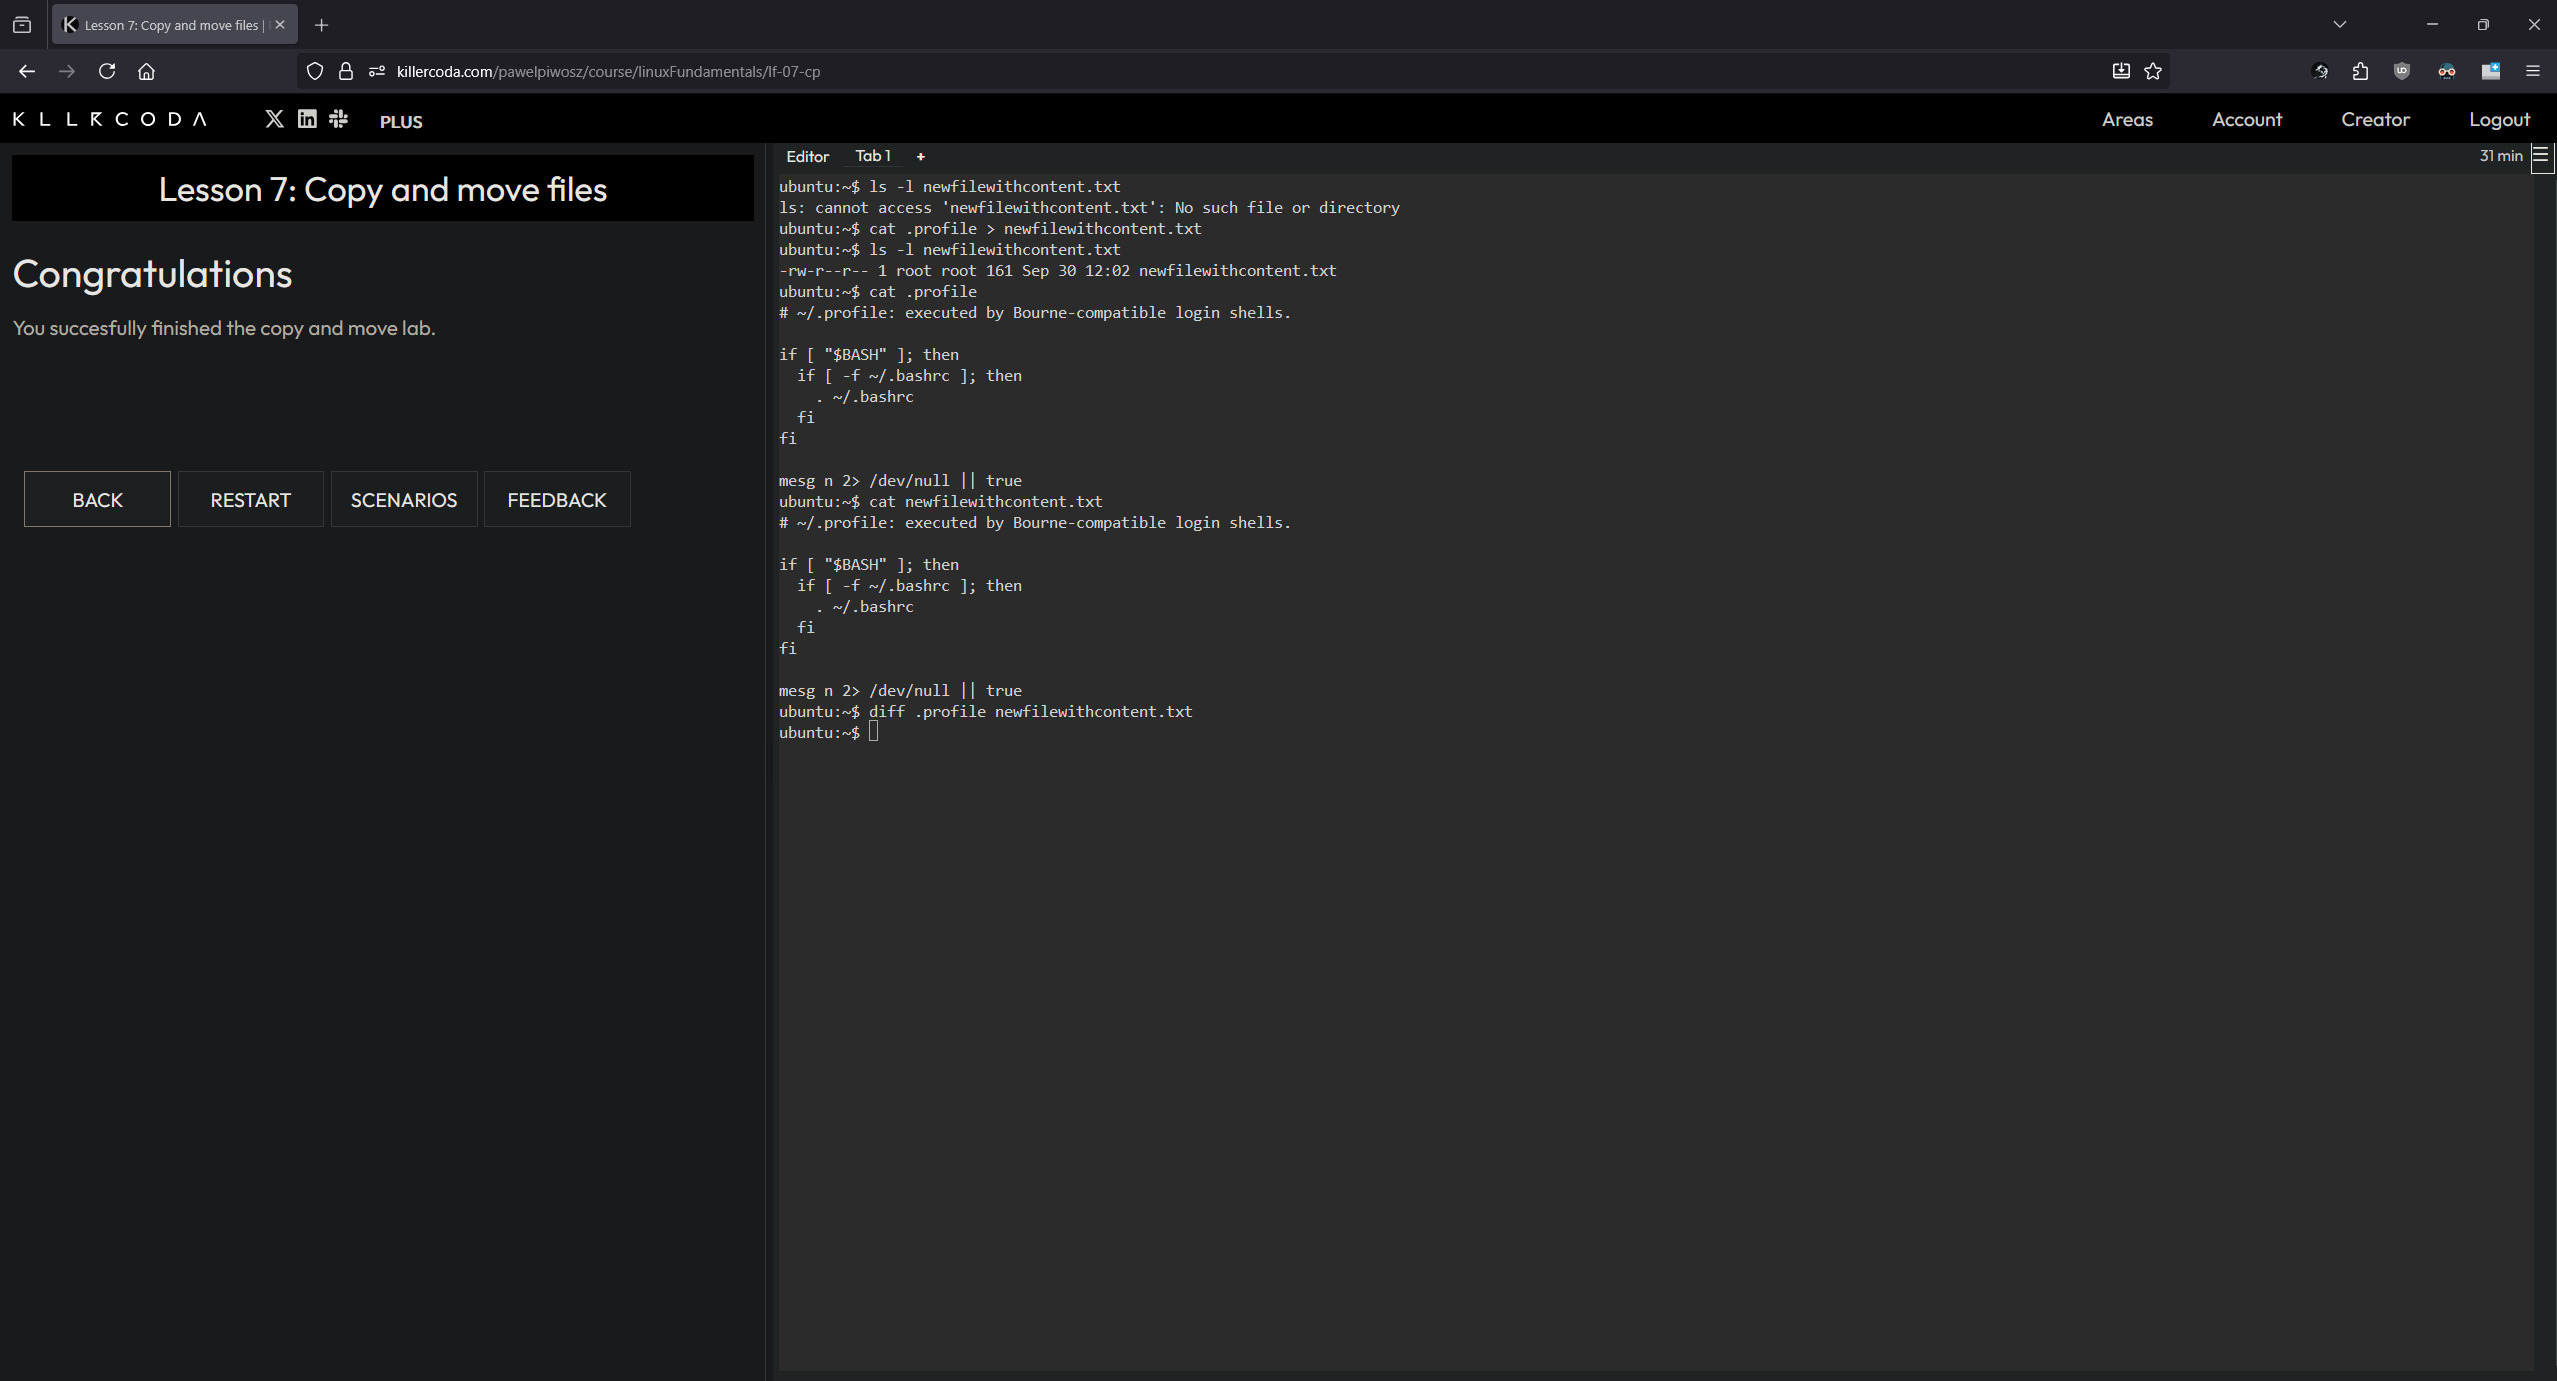 Lesson 7: Copy and move files |
killercoda.com/pawelpiwosz/course/linuxFundamentals/lf-07-cp
KLLRCODA
PLUS
Areas
Account
Creator
Logout
Lesson 7: Copy and move files
Congratulations
You succesfully finished the copy and move lab.
BACK
RESTART
SCENARIOS
FEEDBACK
Editor
Tab 1
+
31 min
ubuntu:~$ ls -l newfilewithcontent.txt
ls: cannot access 'newfilewithcontent.txt': No such file or directory
ubuntu:~$ cat .profile > newfilewithcontent.txt
ubuntu:~$ ls -l newfilewithcontent.txt
-rw-r--r-- 1 root root 161 Sep 30 12:02 newfilewithcontent.txt
ubuntu:~$ cat .profile
# ~/.profile: executed by Bourne-compatible login shells.
if [ "$BASH" ]; then
  if [ -f ~/.bashrc ]; then
    . ~/.bashrc
  fi
fi
mesg n 2> /dev/null || true
ubuntu:~$ cat newfilewithcontent.txt
# ~/.profile: executed by Bourne-compatible login shells.
if [ "$BASH" ]; then
  if [ -f ~/.bashrc ]; then
    . ~/.bashrc
  fi
fi
mesg n 2> /dev/null || true
ubuntu:~$ diff .profile newfilewithcontent.txt
ubuntu:~$